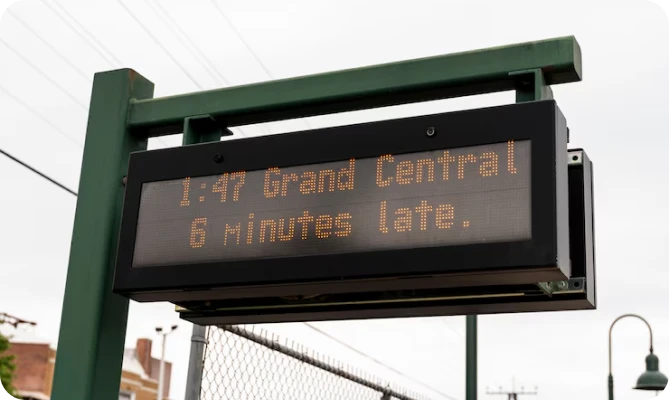 1:47 Grand Central
6 minutes late.